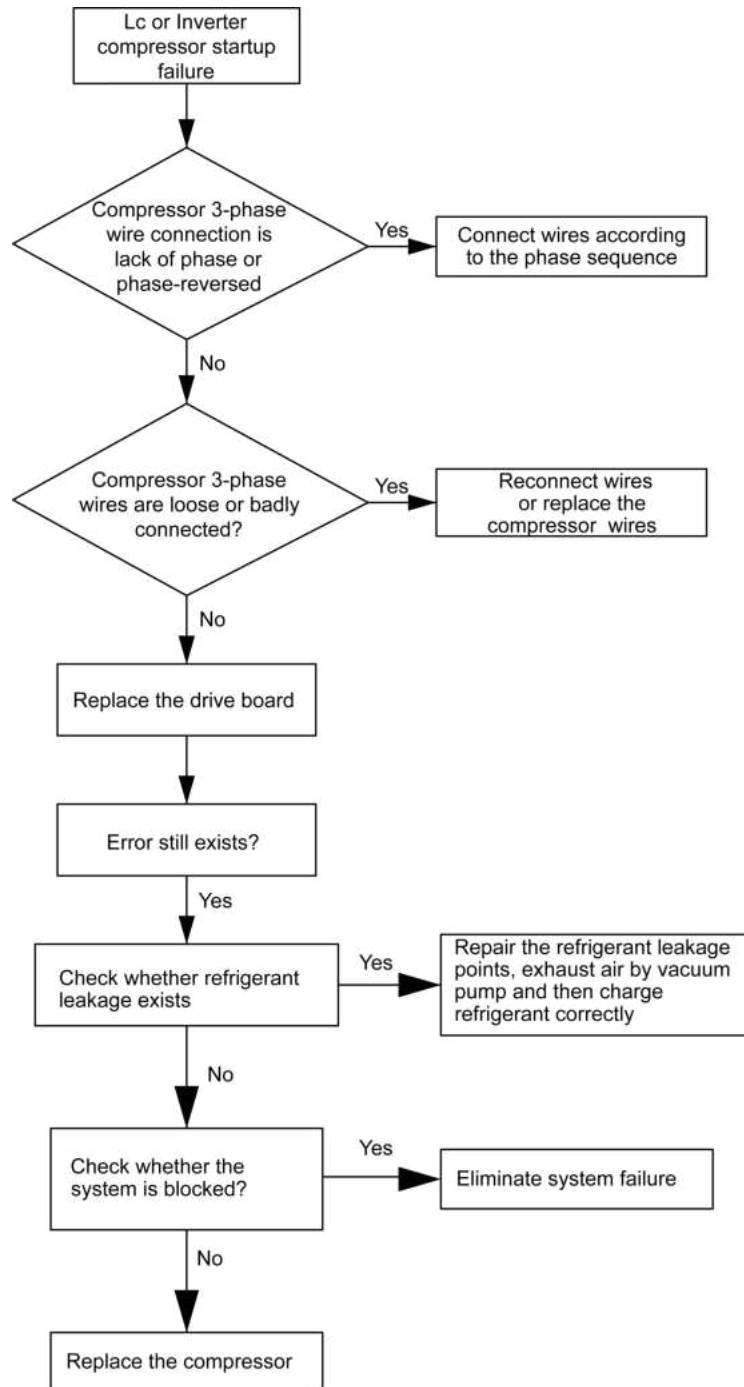 Lc or Inverter
compressor startup
failure
Compressor 3-phase
wire connection is
lack of phase or
phase-reversed
Yes
Connect wires according
to the phase sequence
No
Compressor 3-phase
wires are loose or badly
connected?
Yes
Reconnect wires
or replace the
compressor wires
No
Replace the drive board
Error still exists?
Yes
Check whether refrigerant
leakage exists
Yes
Repair the refrigerant leakage
points, exhaust air by vacuum
pump and then charge
refrigerant correctly
No
Check whether the
system is blocked?
Yes
Eliminate system failure
No
Replace the compressor